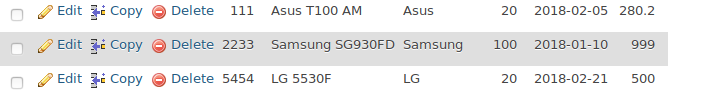 Edit Copy Delete 111 Asus T100 AM Asus 20 2018-02-05 280.2
Edit Copy Delete 2233 Samsung SG930FD Samsung 100 2018-01-10 999
Edit Copy Delete 5454 LG 5530F LG 20 2018-02-21 500